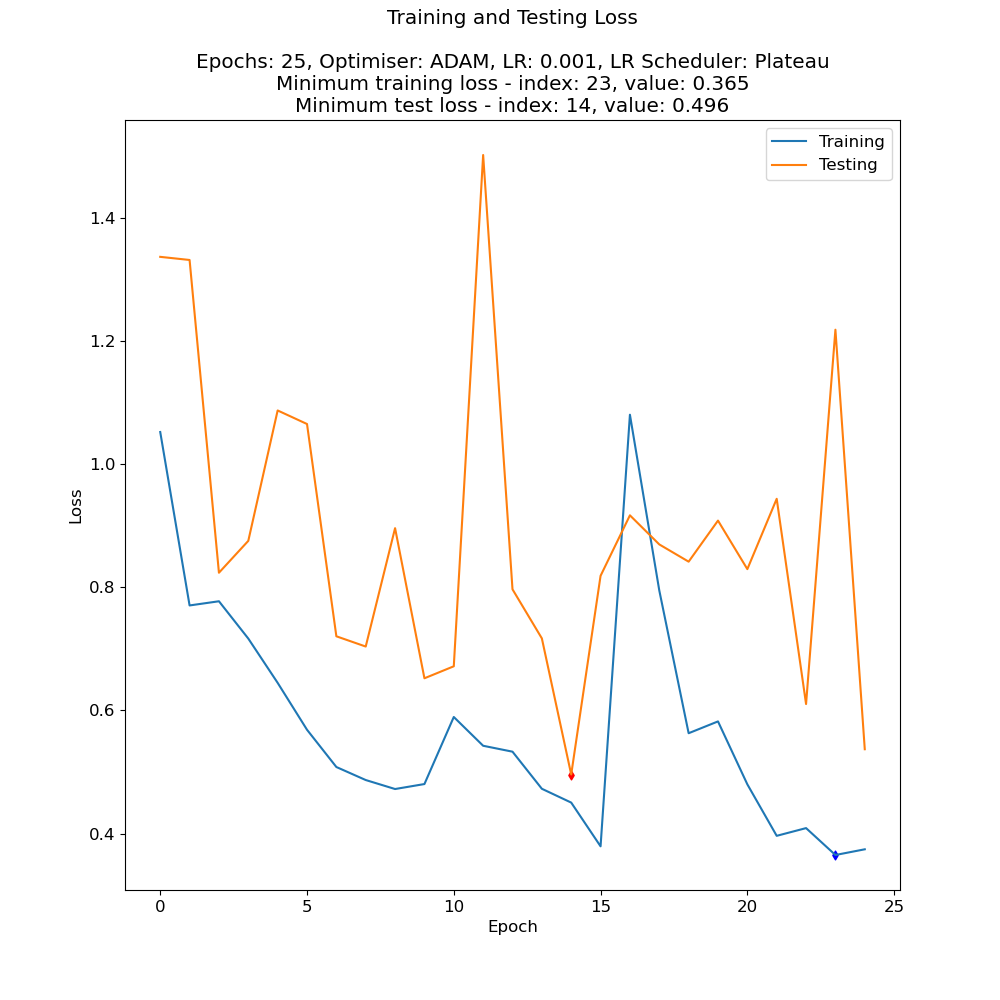 Training and Testing Loss
Epochs: 25, Optimiser: ADAM, LR: 0.001, LR Scheduler: Plateau
Minimum training loss - index: 23, value: 0.365
Minimum test loss - index: 14, value: 0.496
Training
Testing
1.4
1.2
1.0
0.8
0.6
0.4
Loss
0 5 10 15 20 25
Epoch